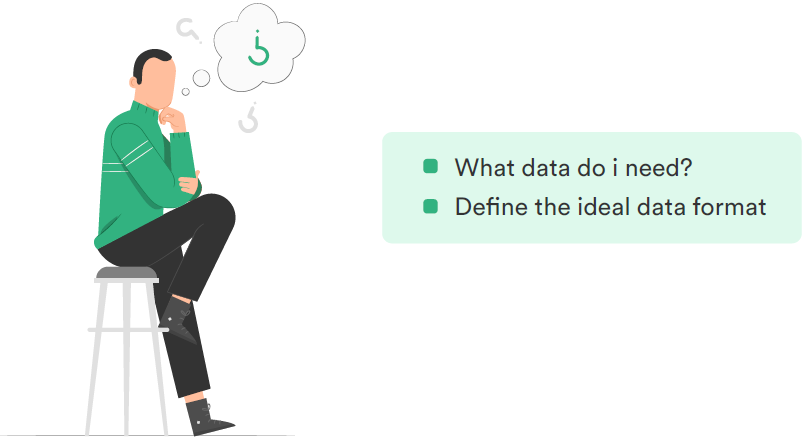 What data do i need?
Define the ideal data format